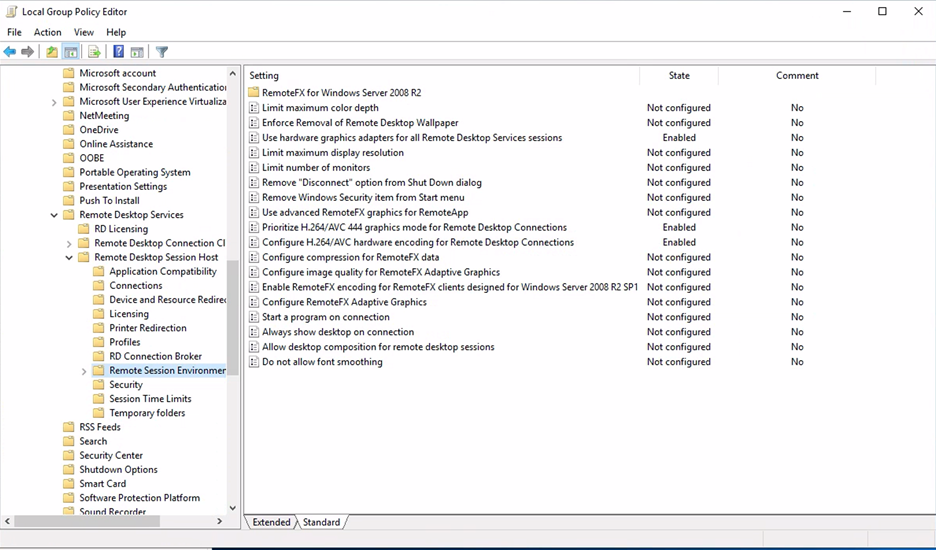 Local Group Policy Editor
File Action View Help
Microsoft account
Microsoft Secondary Authentication
Microsoft User Experience Virtualiza
NetMeeting
OneDrive
Online Assistance
OOBE
Portable Operating System
Presentation Settings
Push To Install
Remote Desktop Services
RD Licensing
Remote Desktop Connection Cl
Remote Desktop Session Host
Application Compatibility
Connections
Device and Resource Redirec
Licensing
Printer Redirection
Profiles
RD Connection Broker
Remote Session Environmen
Security
Session Time Limits
Temporary folders
RSS Feeds
Search
Security Center
Shutdown Options
Smart Card
Software Protection Platform
Sound Recorder
Setting State Comment
RemoteFX for Windows Server 2008 R2
Limit maximum color depth Not configured No
Enforce Removal of Remote Desktop Wallpaper Not configured No
Use hardware graphics adapters for all Remote Desktop Services sessions Enabled No
Limit maximum display resolution Not configured No
Limit number of monitors Not configured No
Remove "Disconnect" option from Shut Down dialog Not configured No
Remove Windows Security item from Start menu Not configured No
Use advanced RemoteFX graphics for RemoteApp Not configured No
Prioritize H.264/AVC 444 graphics mode for Remote Desktop Connections Enabled No
Configure H.264/AVC hardware encoding for Remote Desktop Connections Enabled No
Configure compression for RemoteFX data Not configured No
Configure image quality for RemoteFX Adaptive Graphics Not configured No
Enable RemoteFX encoding for RemoteFX clients designed for Windows Server 2008 R2 SP1 Not configured No
Configure RemoteFX Adaptive Graphics Not configured No
Start a program on connection Not configured No
Always show desktop on connection Not configured No
Allow desktop composition for remote desktop sessions Not configured No
Do not allow font smoothing Not configured No
Extended Standard